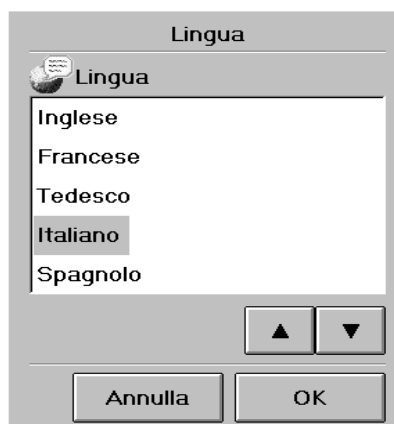 Lingua
Lingua
Inglese
Francese
Tedesco
Italiano
Spagnolo
Annulla OK